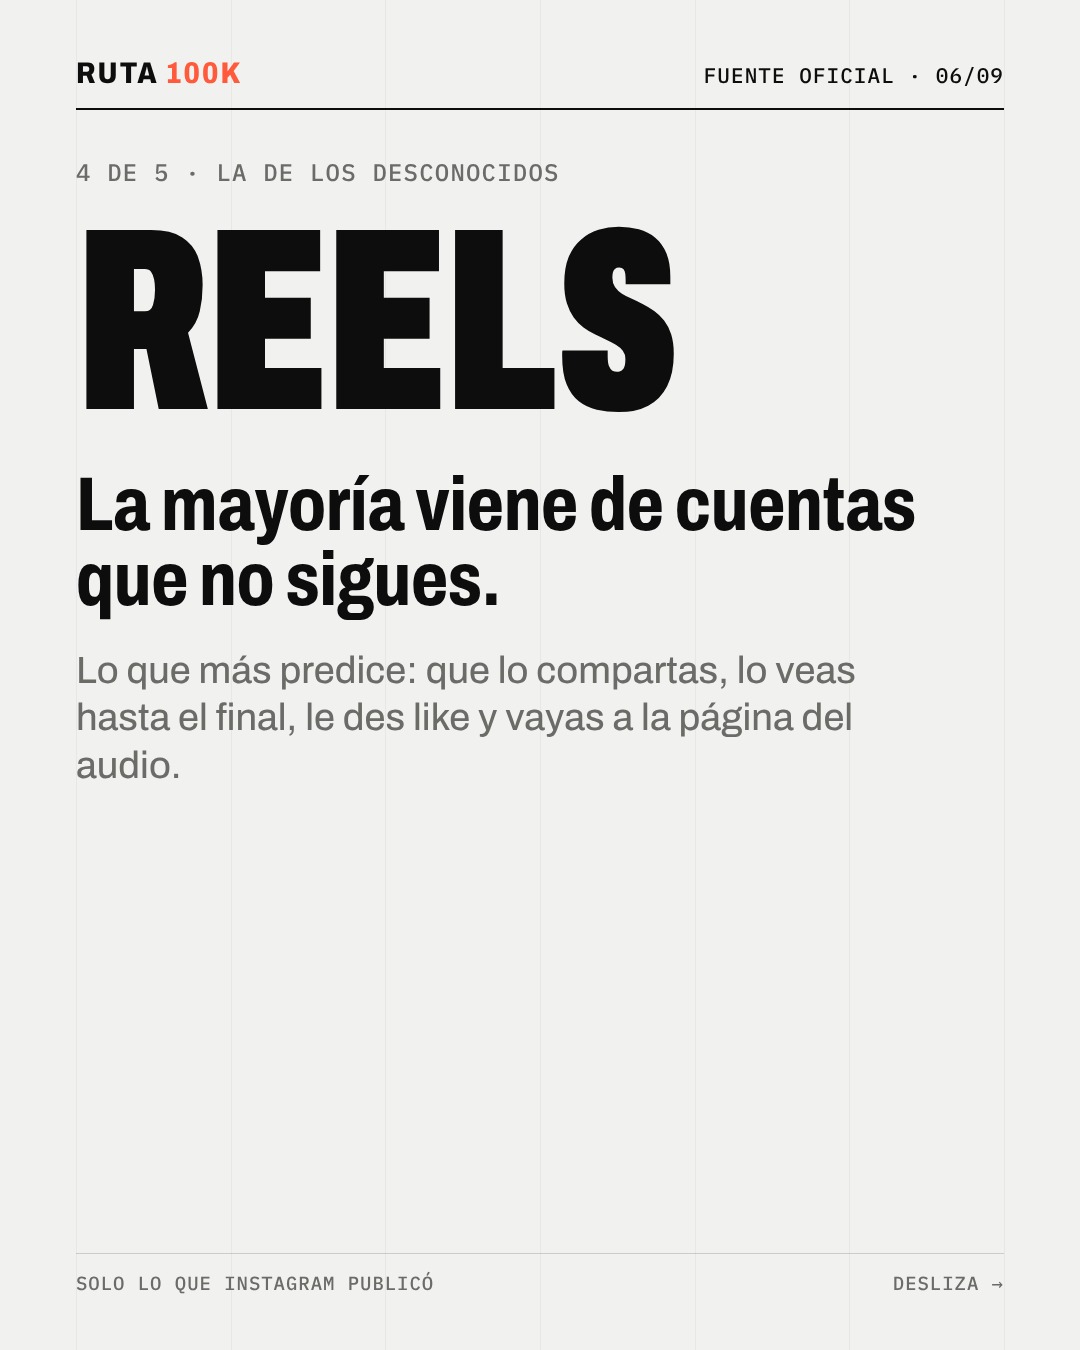 RUTA 100K
FUENTE OFICIAL · 06/09
4 DE 5 · LA DE LOS DESCONOCIDOS
REELS
La mayoría viene de cuentas
que no sigues.
Lo que más predice: que lo compartas, lo veas
hasta el final, le des like y vayas a la página del
audio.
SOLO LO QUE INSTAGRAM PUBLICÓ
DESLIZA →